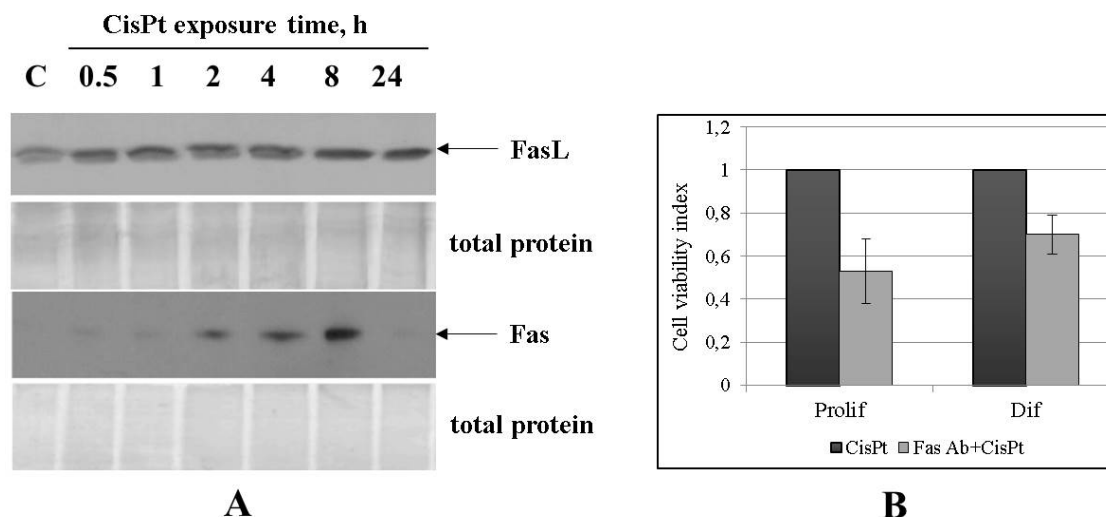 CisPt exposure time, h
C 0.5 1 2 4 8 24
FasL
total protein
Fas
total protein
A
1,2
1
0,8
0,6
0,4
0,2
0
Cell viability index
Prolif Dif
CisPt Fas Ab+CisPt
B